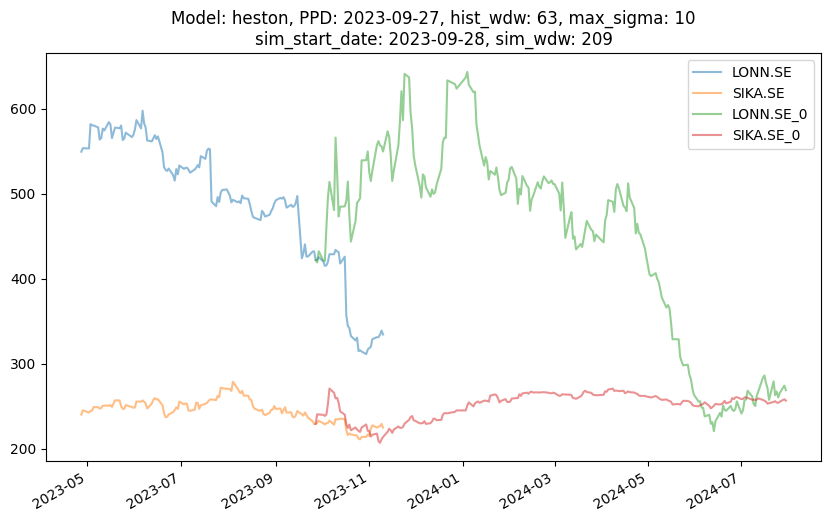 Model: heston, PPD: 2023-09-27, hist_wdw: 63, max_sigma: 10
sim_start_date: 2023-09-28, sim_wdw: 209
LONN.SE
SIKA.SE
LONN.SE_0
SIKA.SE_0
600
500
400
300
200
2023-05
2023-07
2023-09
2023-11
2024-01
2024-03
2024-05
2024-07